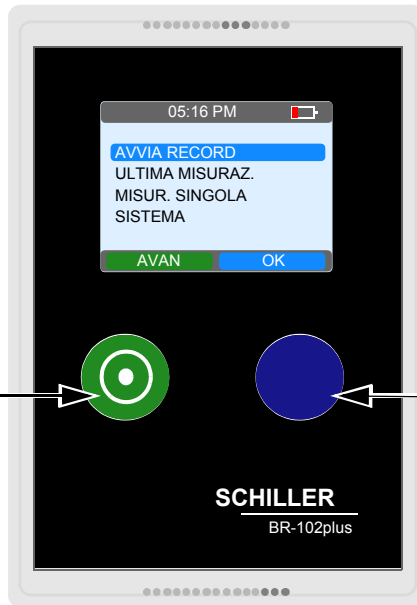 05:16 PM
AVVIA RECORD
ULTIMA MISURAZ.
MISUR. SINGOLA
SISTEMA
AVAN OK
SCHILLER
BR-102plus